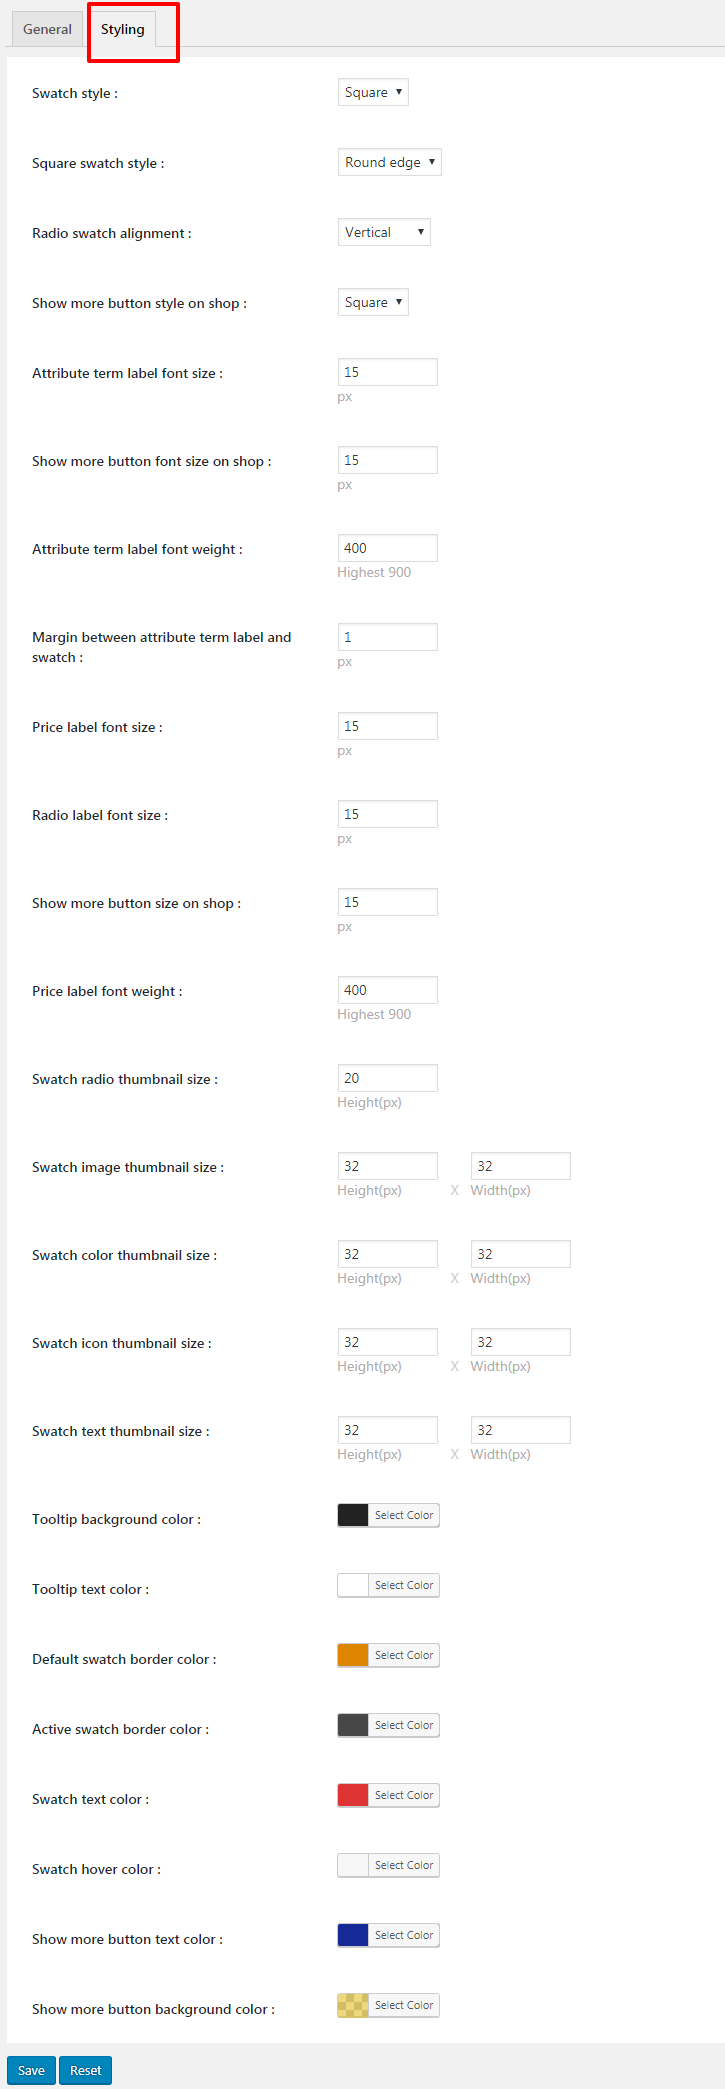 General Styling
Swatch style : Square
Square swatch style : Round edge
Radio swatch alignment : Vertical
Show more button style on shop : Square
Attribute term label font size : 15
px
Show more button font size on shop : 15
px
Attribute term label font weight : 400
Highest 900
Margin between attribute term label and
swatch : 1
px
Price label font size : 15
px
Radio label font size : 15
px
Show more button size on shop : 15
px
Price label font weight : 400
Highest 900
Swatch radio thumbnail size : 20
Height(px)
Swatch image thumbnail size : 32 32
Height(px) X Width(px)
Swatch color thumbnail size : 32 32
Height(px) X Width(px)
Swatch icon thumbnail size : 32 32
Height(px) X Width(px)
Swatch text thumbnail size : 32 32
Height(px) X Width(px)
Tooltip background color : Select Color
Tooltip text color : Select Color
Default swatch border color : Select Color
Active swatch border color : Select Color
Swatch text color : Select Color
Swatch hover color : Select Color
Show more button text color : Select Color
Show more button background color : Select Color
Save Reset